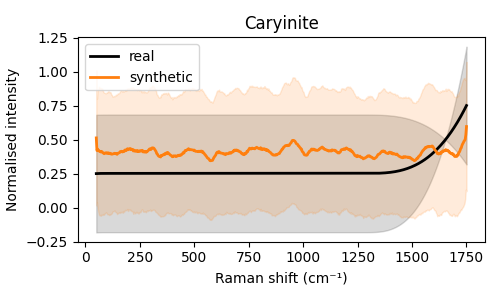 Caryinite
1.25
1.00
0.75
0.50
0.25
0.00
−0.25
Normalised intensity
real
synthetic
0 250 500 750 1000 1250 1500 1750
Raman shift (cm⁻¹)